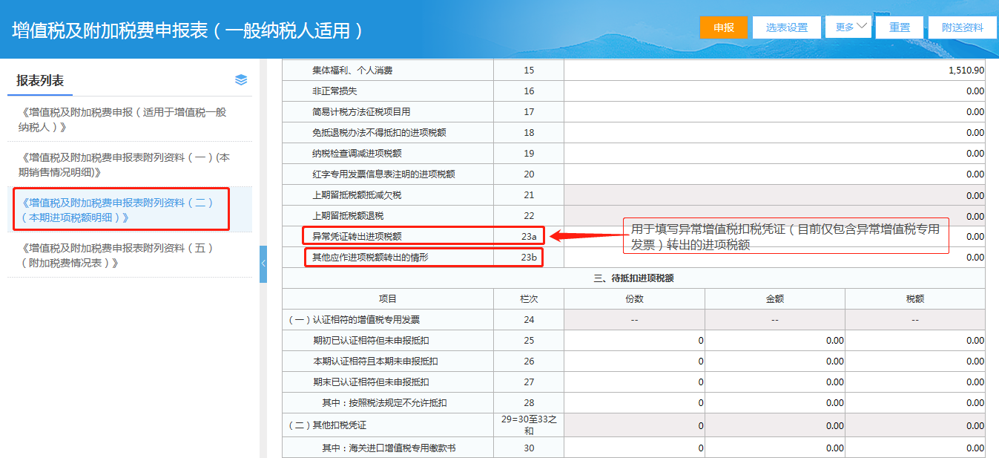 增值税及附加税费申报表（一般纳税人适用）
申报 选表设置 更多 重置 附送资料
报表列表
《增值税及附加税费申报（适用于增值税一般
纳税人）》
《增值税及附加税费申报表附列资料（一）(本
期销售情况明细)》
《增值税及附加税费申报表附列资料（二）
（本期进项税额明细）》
《增值税及附加税费申报表附列资料（五）
（附加税费情况表）》
集体福利、个人消费 15 1,510.90
非正常损失 16 0.00
简易计税方法征税项目用 17 0.00
免抵退税办法不得抵扣的进项税额 18 0.00
纳税检查调减进项税额 19 0.00
红字专用发票信息表注明的进项税额 20 0.00
上期留抵税额抵减欠税 21 0.00
上期留抵税额退税 22 0.00
异常凭证转出进项税额 23a
用于填写异常增值税扣税凭证（目前仅包含异常增值税专用
发票）转出的进项税额
其他应作进项税额转出的情形 23b 0.00
三、待抵扣进项税额
项目 栏次 份数 金额 税额
（一）认证相符的增值税专用发票 24 -- -- --
期初已认证相符但未申报抵扣 25 0 0.00 0.00
本期认证相符且本期未申报抵扣 26 0 0.00 0.00
期末已认证相符但未申报抵扣 27 0 0.00 0.00
其中：按照税法规定不允许抵扣 28 0 0.00 0.00
（二）其他扣税凭证 29=30至33之
和 0 0.00 0.00
其中：海关进口增值税专用缴款书 30 0 0.00 0.00